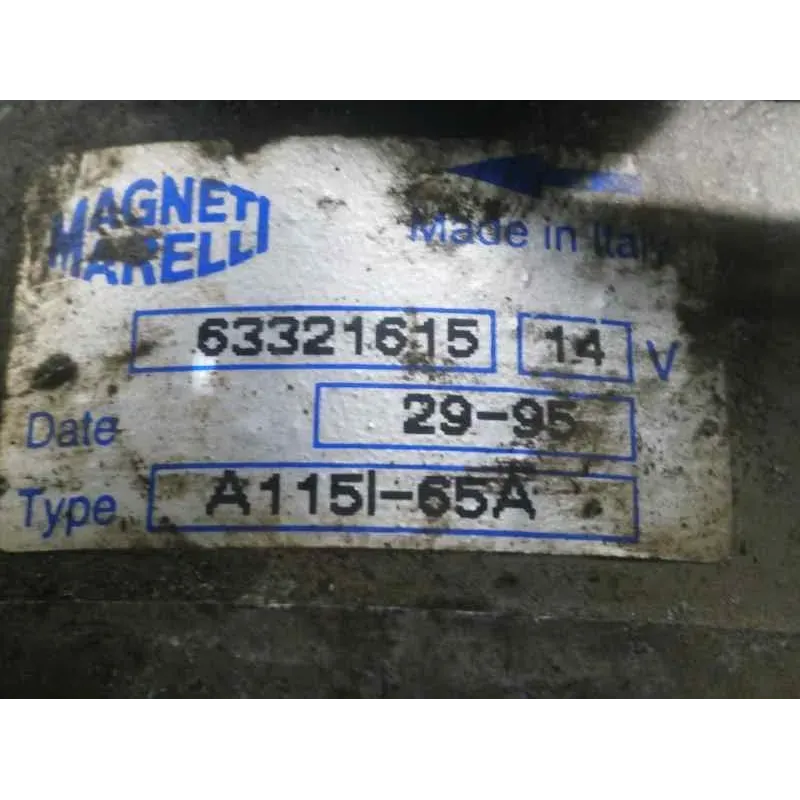 MAGNETI
MARELLI
Made in Italy
63321615 14 V
Date 29-95
Type A115I-65A